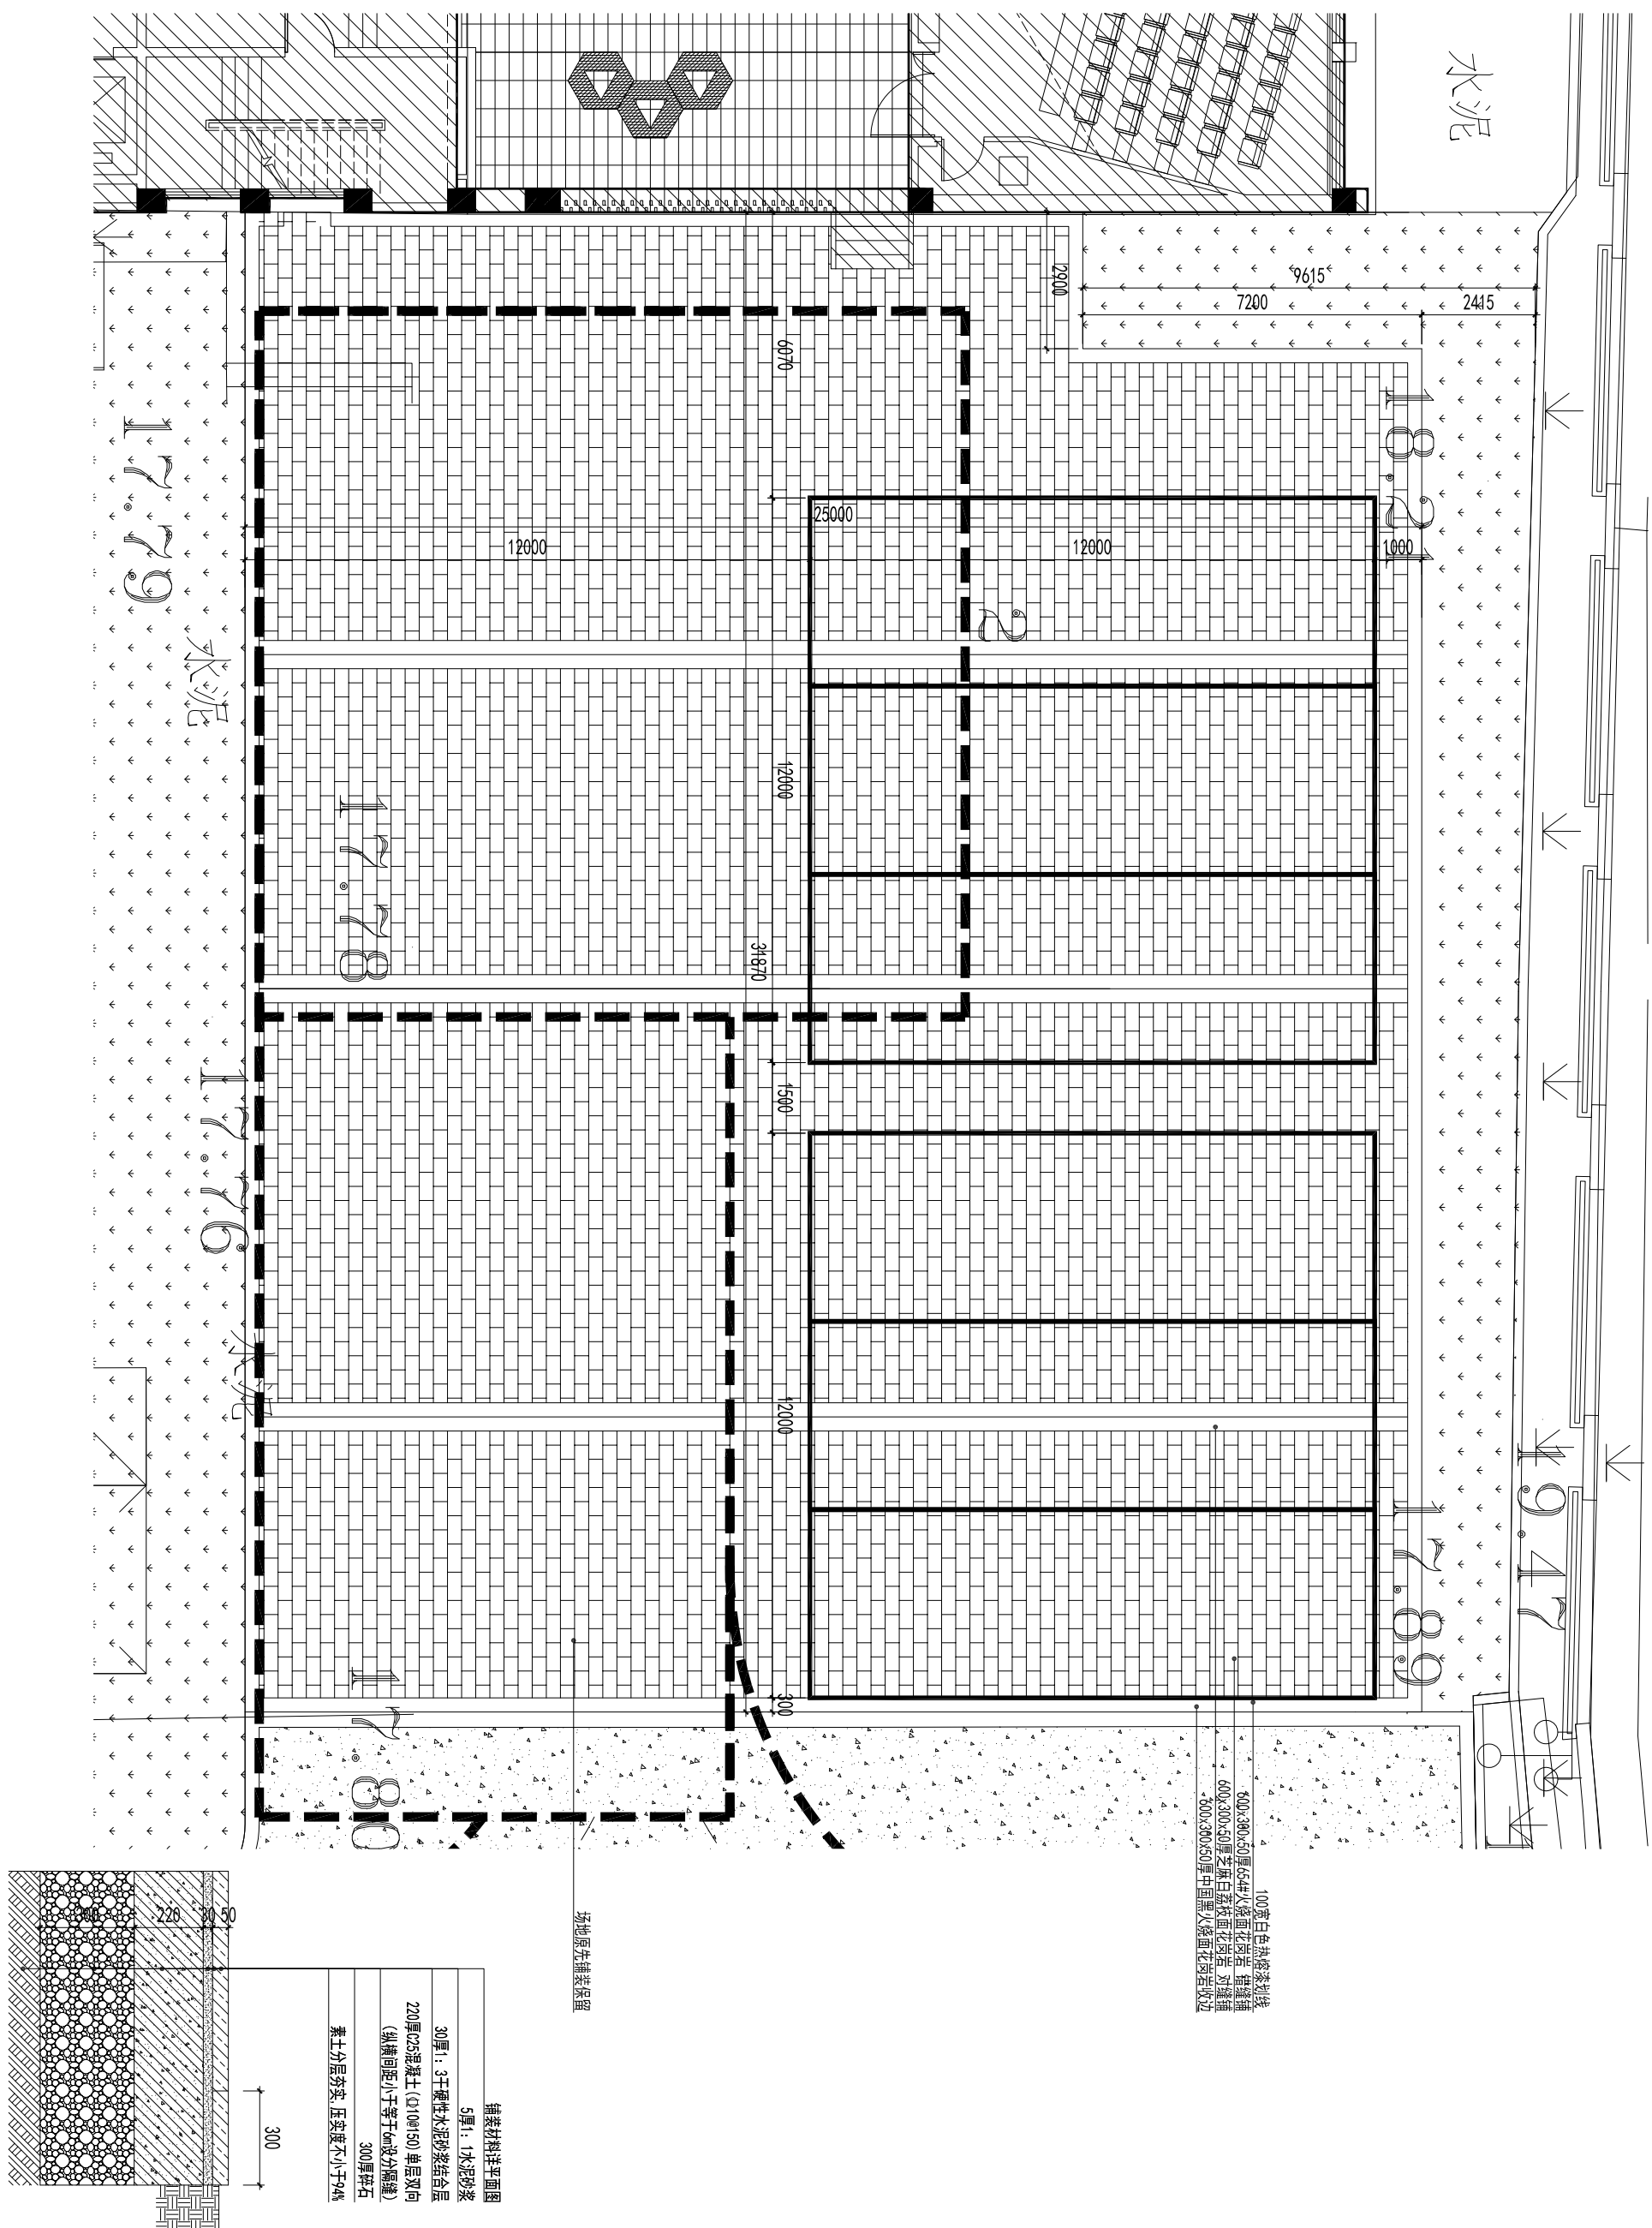 水泥
9615
7200
2415
2900
6070
18.21
17.79
25000
12000
12000
1000
2
水泥
12000
17.78
31870
17.76
1500
水泥
12000
19.47
17.89
17.80
300
100宽白色热熔漆划线
600x300x50厚654#火烧面花岗岩 错缝铺
600x300x50厚芝麻白荔枝面花岗岩 对缝铺
600x300x50厚中国黑火烧面花岗岩收边
场地原先铺装保留
300
220
30
50
300
铺装材料详平面图
5厚1：1水泥砂浆
30厚1：3干硬性水泥砂浆结合层
220厚C25混凝土(Φ10@150)单层双向
(纵横间距小于等于6m设分隔缝)
300厚碎石
素土分层夯实,压实度不小于94%